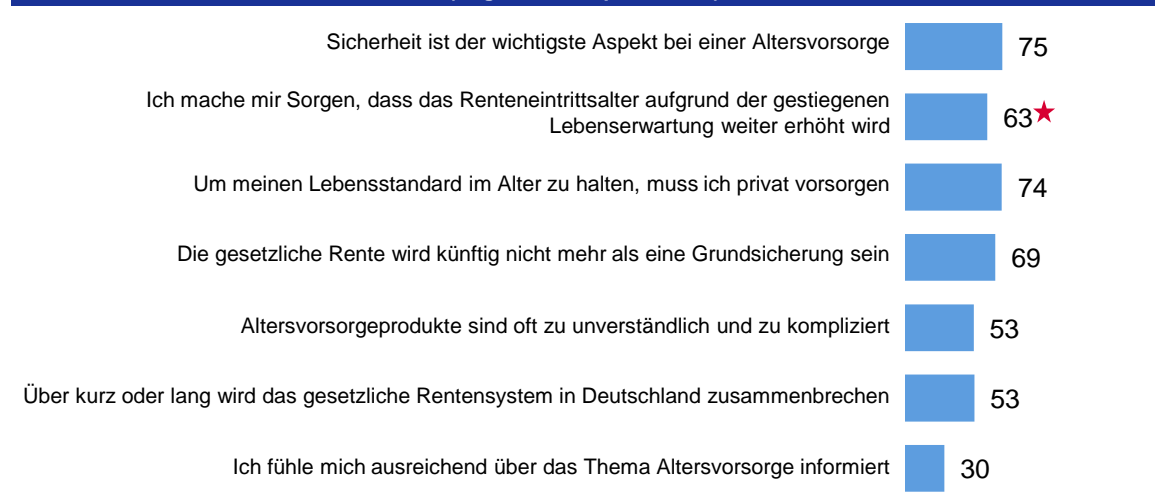 Sicherheit ist der wichtigste Aspekt bei einer Altersvorsorge 75
Ich mache mir Sorgen, dass das Renteneintrittsalter aufgrund der gestiegenen
Lebenserwartung weiter erhöht wird 63★
Um meinen Lebensstandard im Alter zu halten, muss ich privat vorsorgen 74
Die gesetzliche Rente wird künftig nicht mehr als eine Grundsicherung sein 69
Altersvorsorgeprodukte sind oft zu unverständlich und zu kompliziert 53
Über kurz oder lang wird das gesetzliche Rentensystem in Deutschland zusammenbrechen 53
Ich fühle mich ausreichend über das Thema Altersvorsorge informiert 30